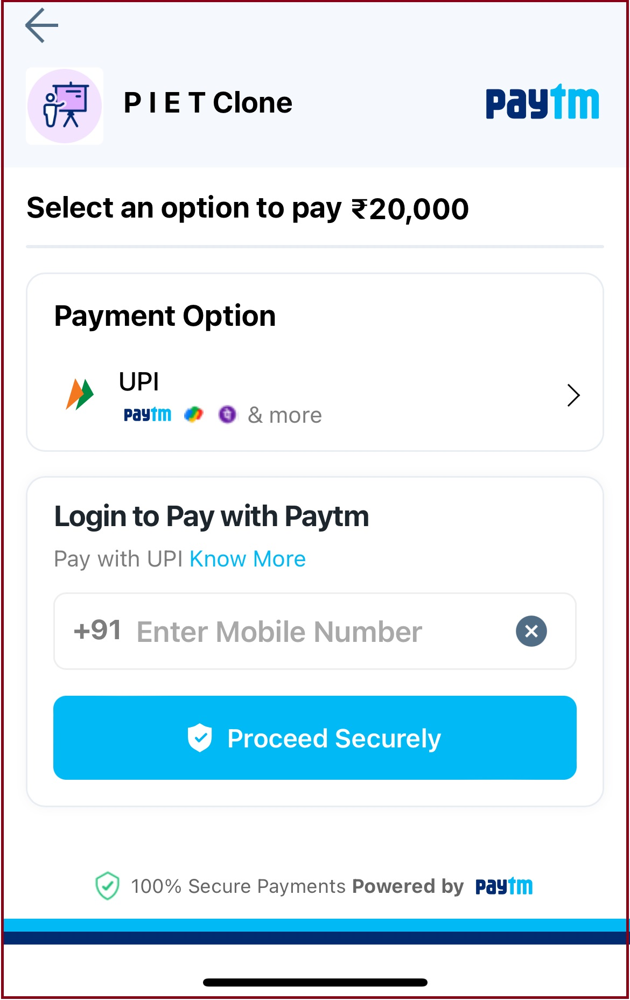 P I E T Clone
paytm
Select an option to pay ₹20,000
Payment Option
UPI
paytm पे & more
Login to Pay with Paytm
Pay with UPI Know More
+91 Enter Mobile Number
Proceed Securely
100% Secure Payments Powered by paytm